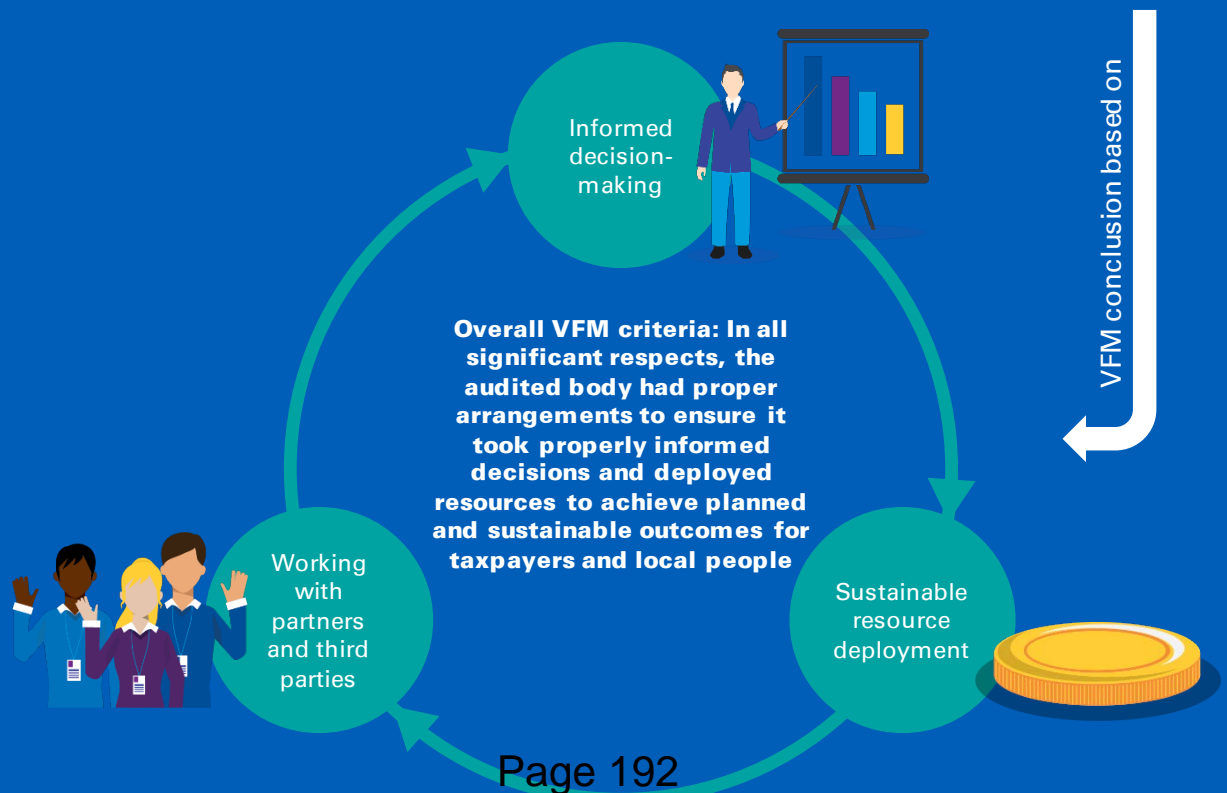 Informed
decision-
making
VFM conclusion based on
Overall VFM criteria: In all
significant respects, the
audited body had proper
arrangements to ensure it
took properly informed
decisions and deployed
resources to achieve planned
and sustainable outcomes for
taxpayers and local people
Working
with
partners
and third
parties
Sustainable
resource
deployment
Page 192